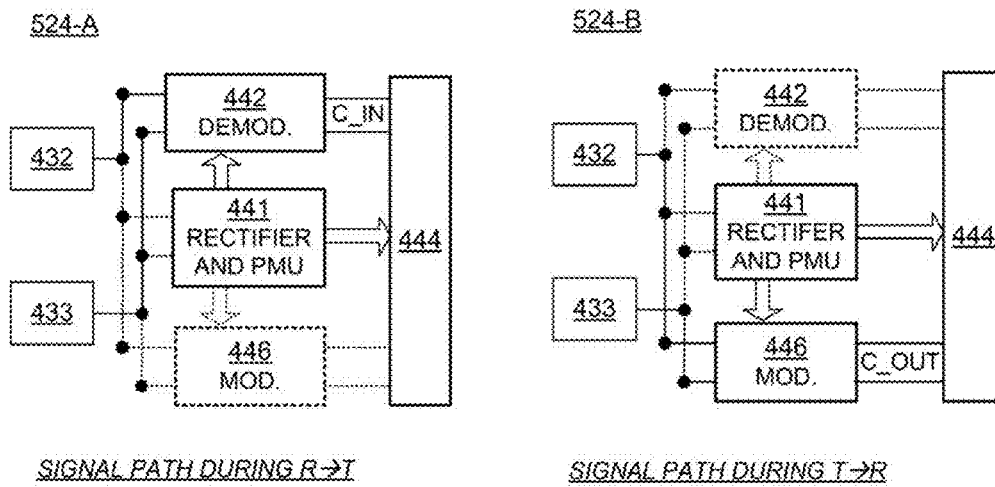 524-A
442
DEMOD.
C_IN
432
441
RECTIFIER
AND PMU
444
433
446
MOD.
SIGNAL PATH DURING R→T
524-B
442
DEMOD.
432
441
RECTIFER
AND PMU
444
433
446
MOD.
C_OUT
SIGNAL PATH DURING T→R